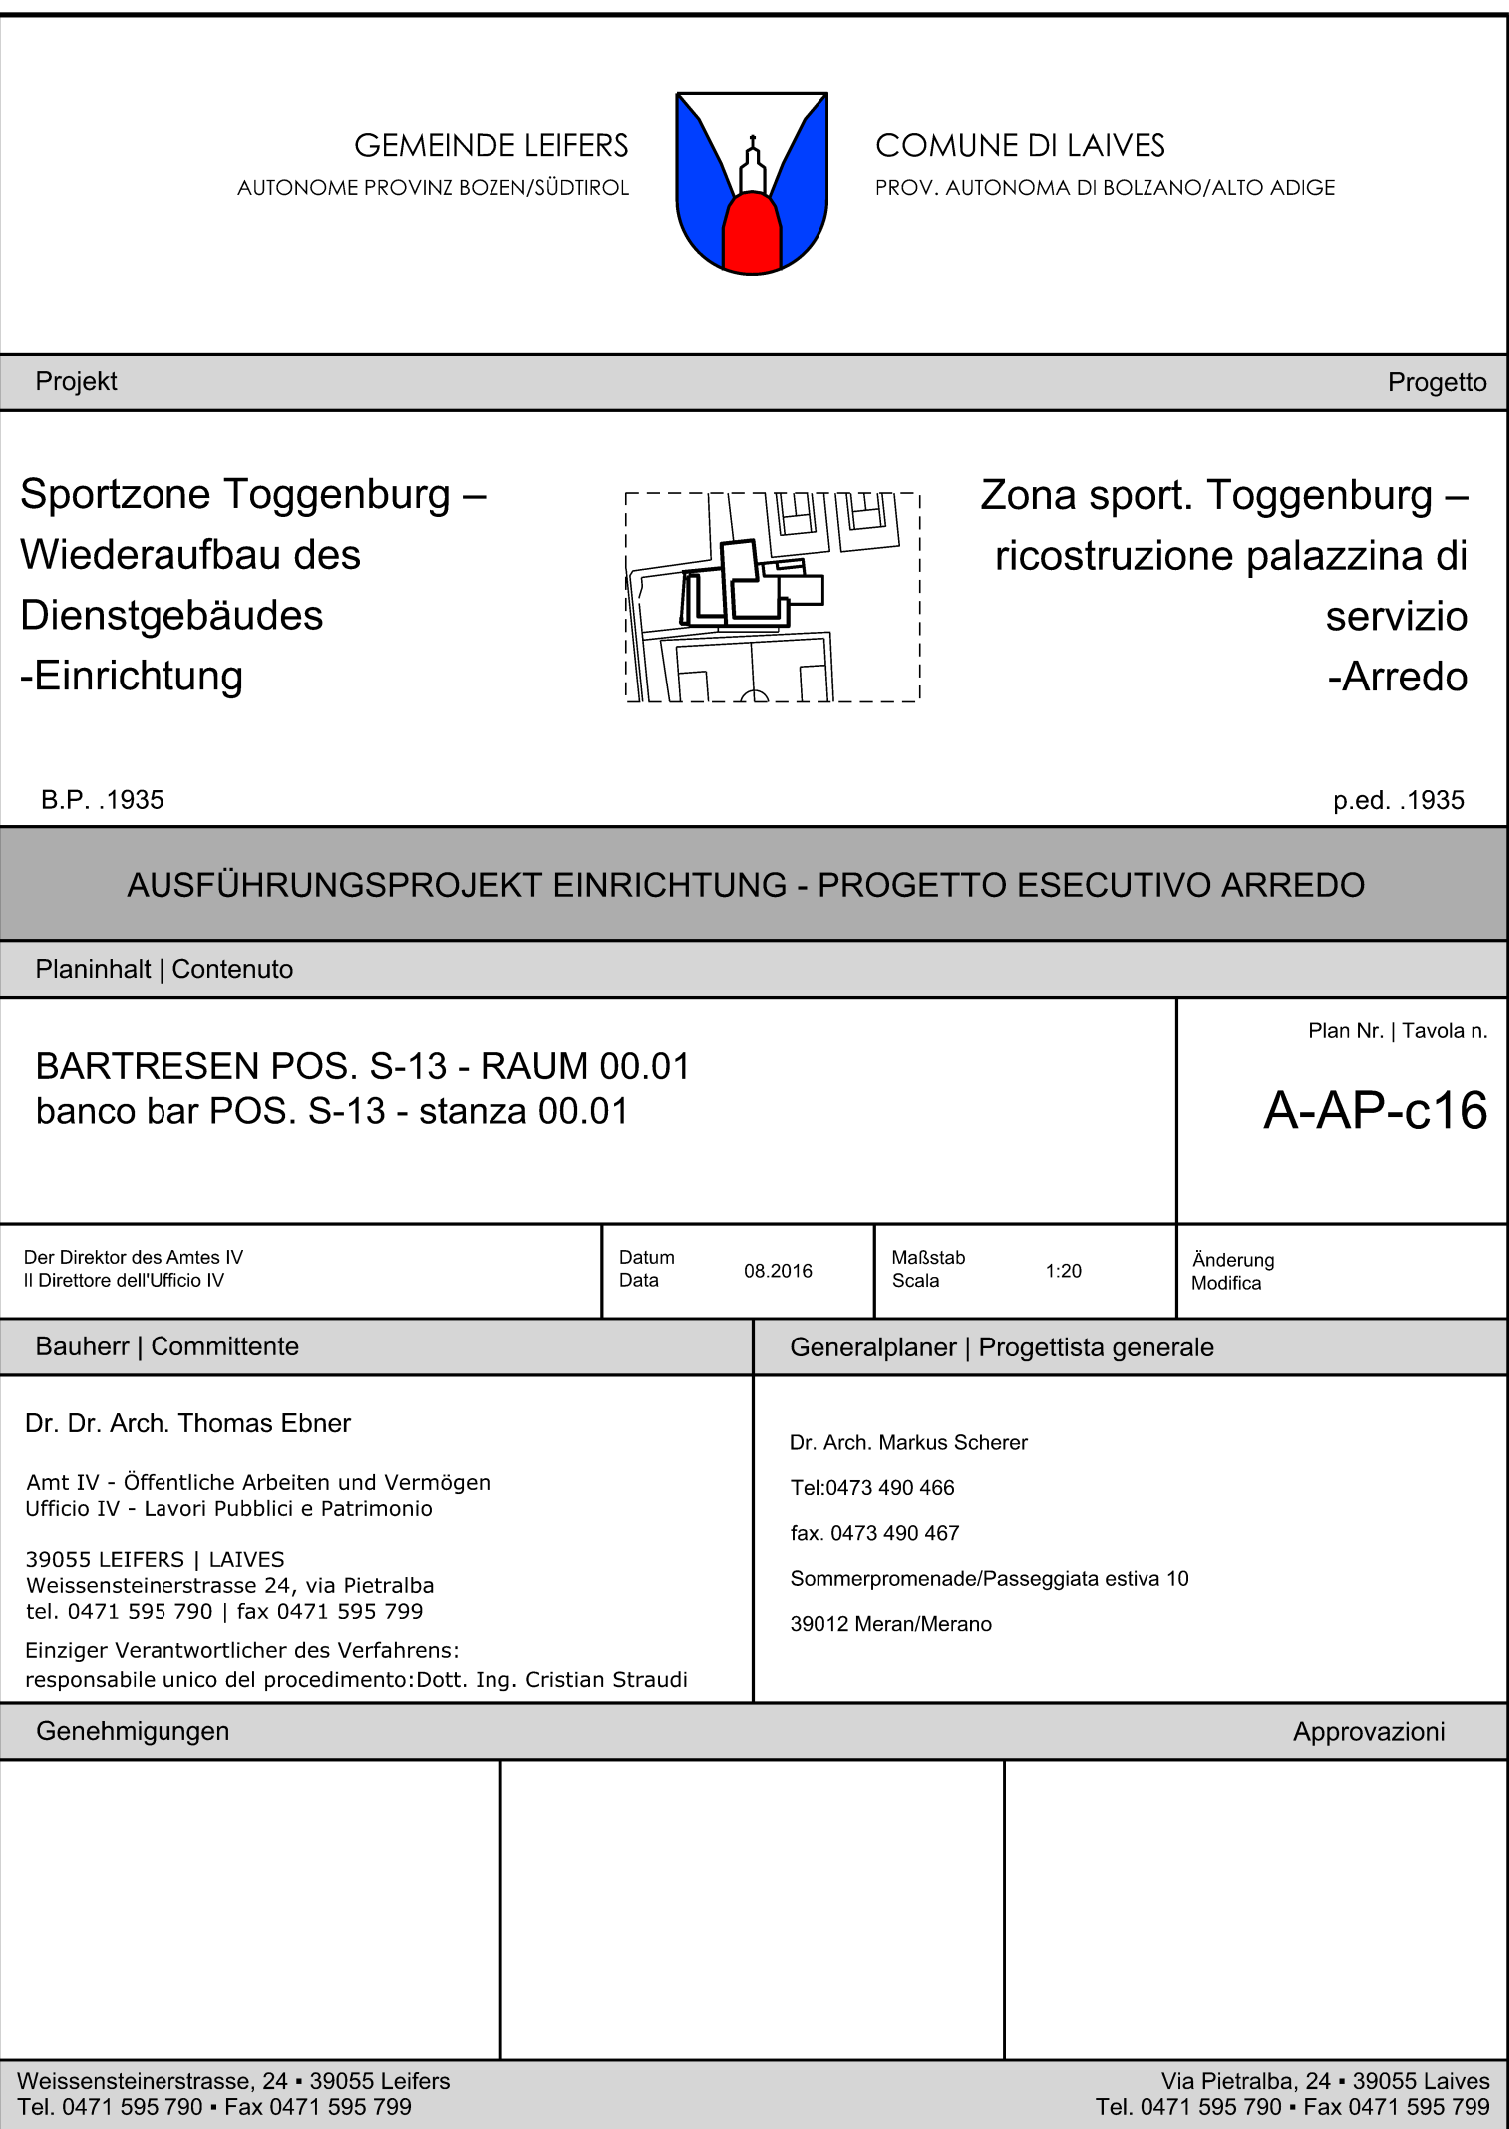 GEMEINDE LEIFERS
AUTONOME PROVINZ BOZEN/SÜDTIROL
COMUNE DI LAIVES
PROV. AUTONOMA DI BOLZANO/ALTO ADIGE
Projekt
Progetto
Sportzone Toggenburg –
Wiederaufbau des
Dienstgebäudes
-Einrichtung
Zona sport. Toggenburg –
ricostruzione palazzina di
servizio
-Arredo
B.P. .1935
p.ed. .1935
AUSFÜHRUNGSPROJEKT EINRICHTUNG - PROGETTO ESECUTIVO ARREDO
Planinhalt | Contenuto
BARTRESEN POS. S-13 - RAUM 00.01
banco bar POS. S-13 - stanza 00.01
Plan Nr. | Tavola n.
A-AP-c16
Der Direktor des Amtes IV
Il Direttore dell'Ufficio IV
Datum
Data
08.2016
Maßstab
Scala
1:20
Änderung
Modifica
Bauherr | Committente
Dr. Dr. Arch. Thomas Ebner
Amt IV - Öffentliche Arbeiten und Vermögen
Ufficio IV - Lavori Pubblici e Patrimonio
39055 LEIFERS | LAIVES
Weissensteinerstrasse 24, via Pietralba
tel. 0471 595 790 | fax 0471 595 799
Einziger Verantwortlicher des Verfahrens:
responsabile unico del procedimento:Dott. Ing. Cristian Straudi
Generalplaner | Progettista generale
Dr. Arch. Markus Scherer
Tel:0473 490 466
fax. 0473 490 467
Sommerpromenade/Passeggiata estiva 10
39012 Meran/Merano
Genehmigungen
Approvazioni
Weissensteinerstrasse, 24 ▪ 39055 Leifers
Tel. 0471 595 790 ▪ Fax 0471 595 799
Via Pietralba, 24 ▪ 39055 Laives
Tel. 0471 595 790 ▪ Fax 0471 595 799